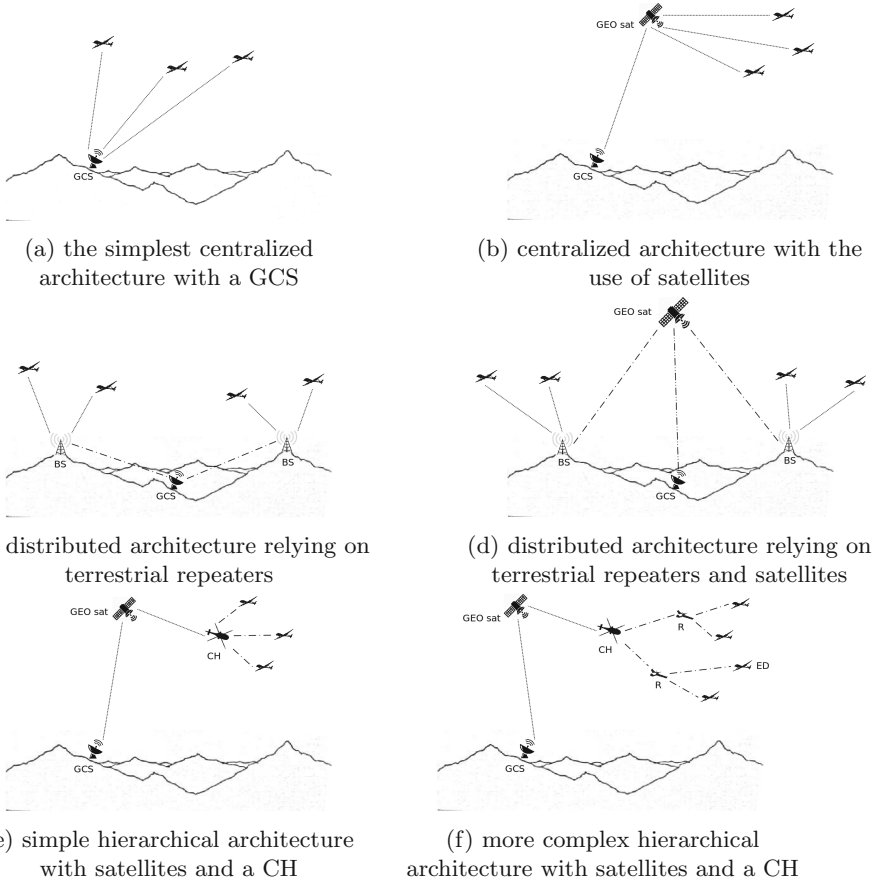 GCS
(a) the simplest centralized
architecture with a GCS
GEO sat
GCS
(b) centralized architecture with the
use of satellites
BS
GCS
BS
distributed architecture relying on
terrestrial repeaters
GEO sat
BS
GCS
BS
(d) distributed architecture relying on
terrestrial repeaters and satellites
GEO sat
CH
GCS
) simple hierarchical architecture
with satellites and a CH
GEO sat
CH
R
R
ED
GCS
(f) more complex hierarchical
architecture with satellites and a CH